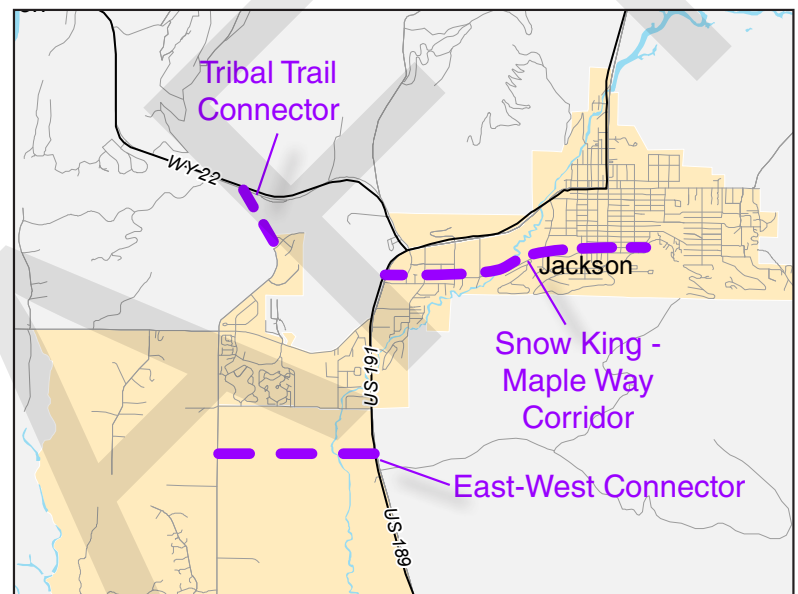 Tribal Trail
Connector
WY-22
Jackson
Snow King -
Maple Way
Corridor
US-191
East-West Connector
US-189